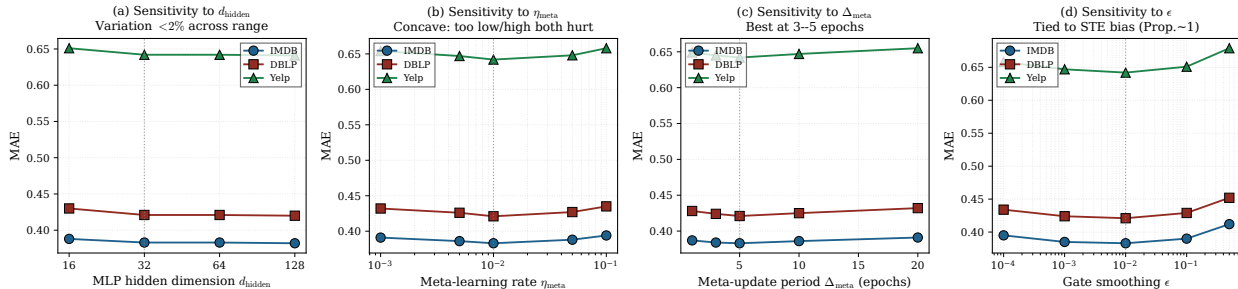 (a) Sensitivity to d_hidden
Variation <2% across range
0.65
0.60
0.55
0.50
0.45
0.40
MAE
IMDB
DBLP
Yelp
16
32
64
128
MLP hidden dimension d_hidden
(b) Sensitivity to η_meta
Concave: too low/high both hurt
0.65
0.60
0.55
0.50
0.45
0.40
MAE
IMDB
DBLP
Yelp
10⁻³
10⁻²
10⁻¹
Meta-learning rate η_meta
(c) Sensitivity to Δ_meta
Best at 3--5 epochs
0.65
0.60
0.55
0.50
0.45
0.40
MAE
IMDB
DBLP
Yelp
5
10
15
20
Meta-update period Δ_meta (epochs)
(d) Sensitivity to ϵ
Tied to STE bias (Prop.~1)
0.65
0.60
0.55
0.50
0.45
0.40
MAE
IMDB
DBLP
Yelp
10⁻⁴
10⁻³
10⁻²
10⁻¹
Gate smoothing ϵ